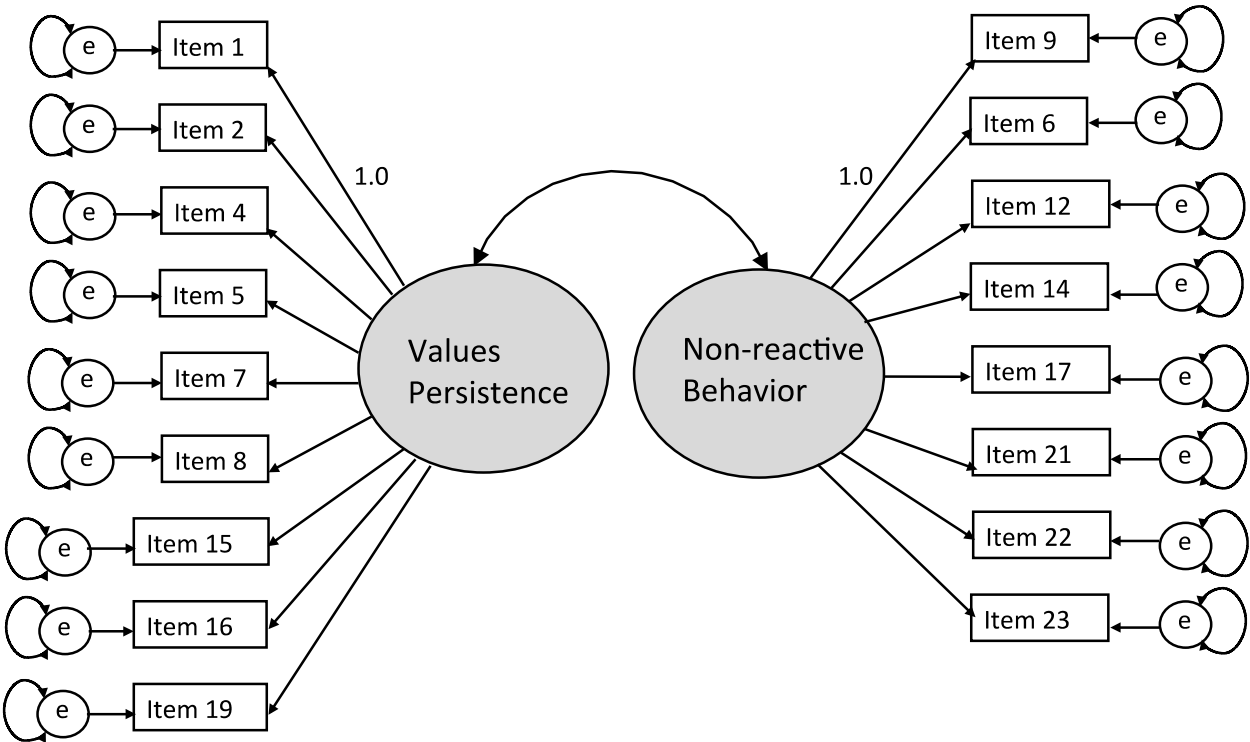 e
Item 1
e
Item 2
e
Item 4
e
Item 5
e
Item 7
e
Item 8
e
Item 15
e
Item 16
e
Item 19
1.0
Values
Persistence
Non-reactive
Behavior
1.0
Item 9
e
Item 6
e
Item 12
e
Item 14
e
Item 17
e
Item 21
e
Item 22
e
Item 23
e